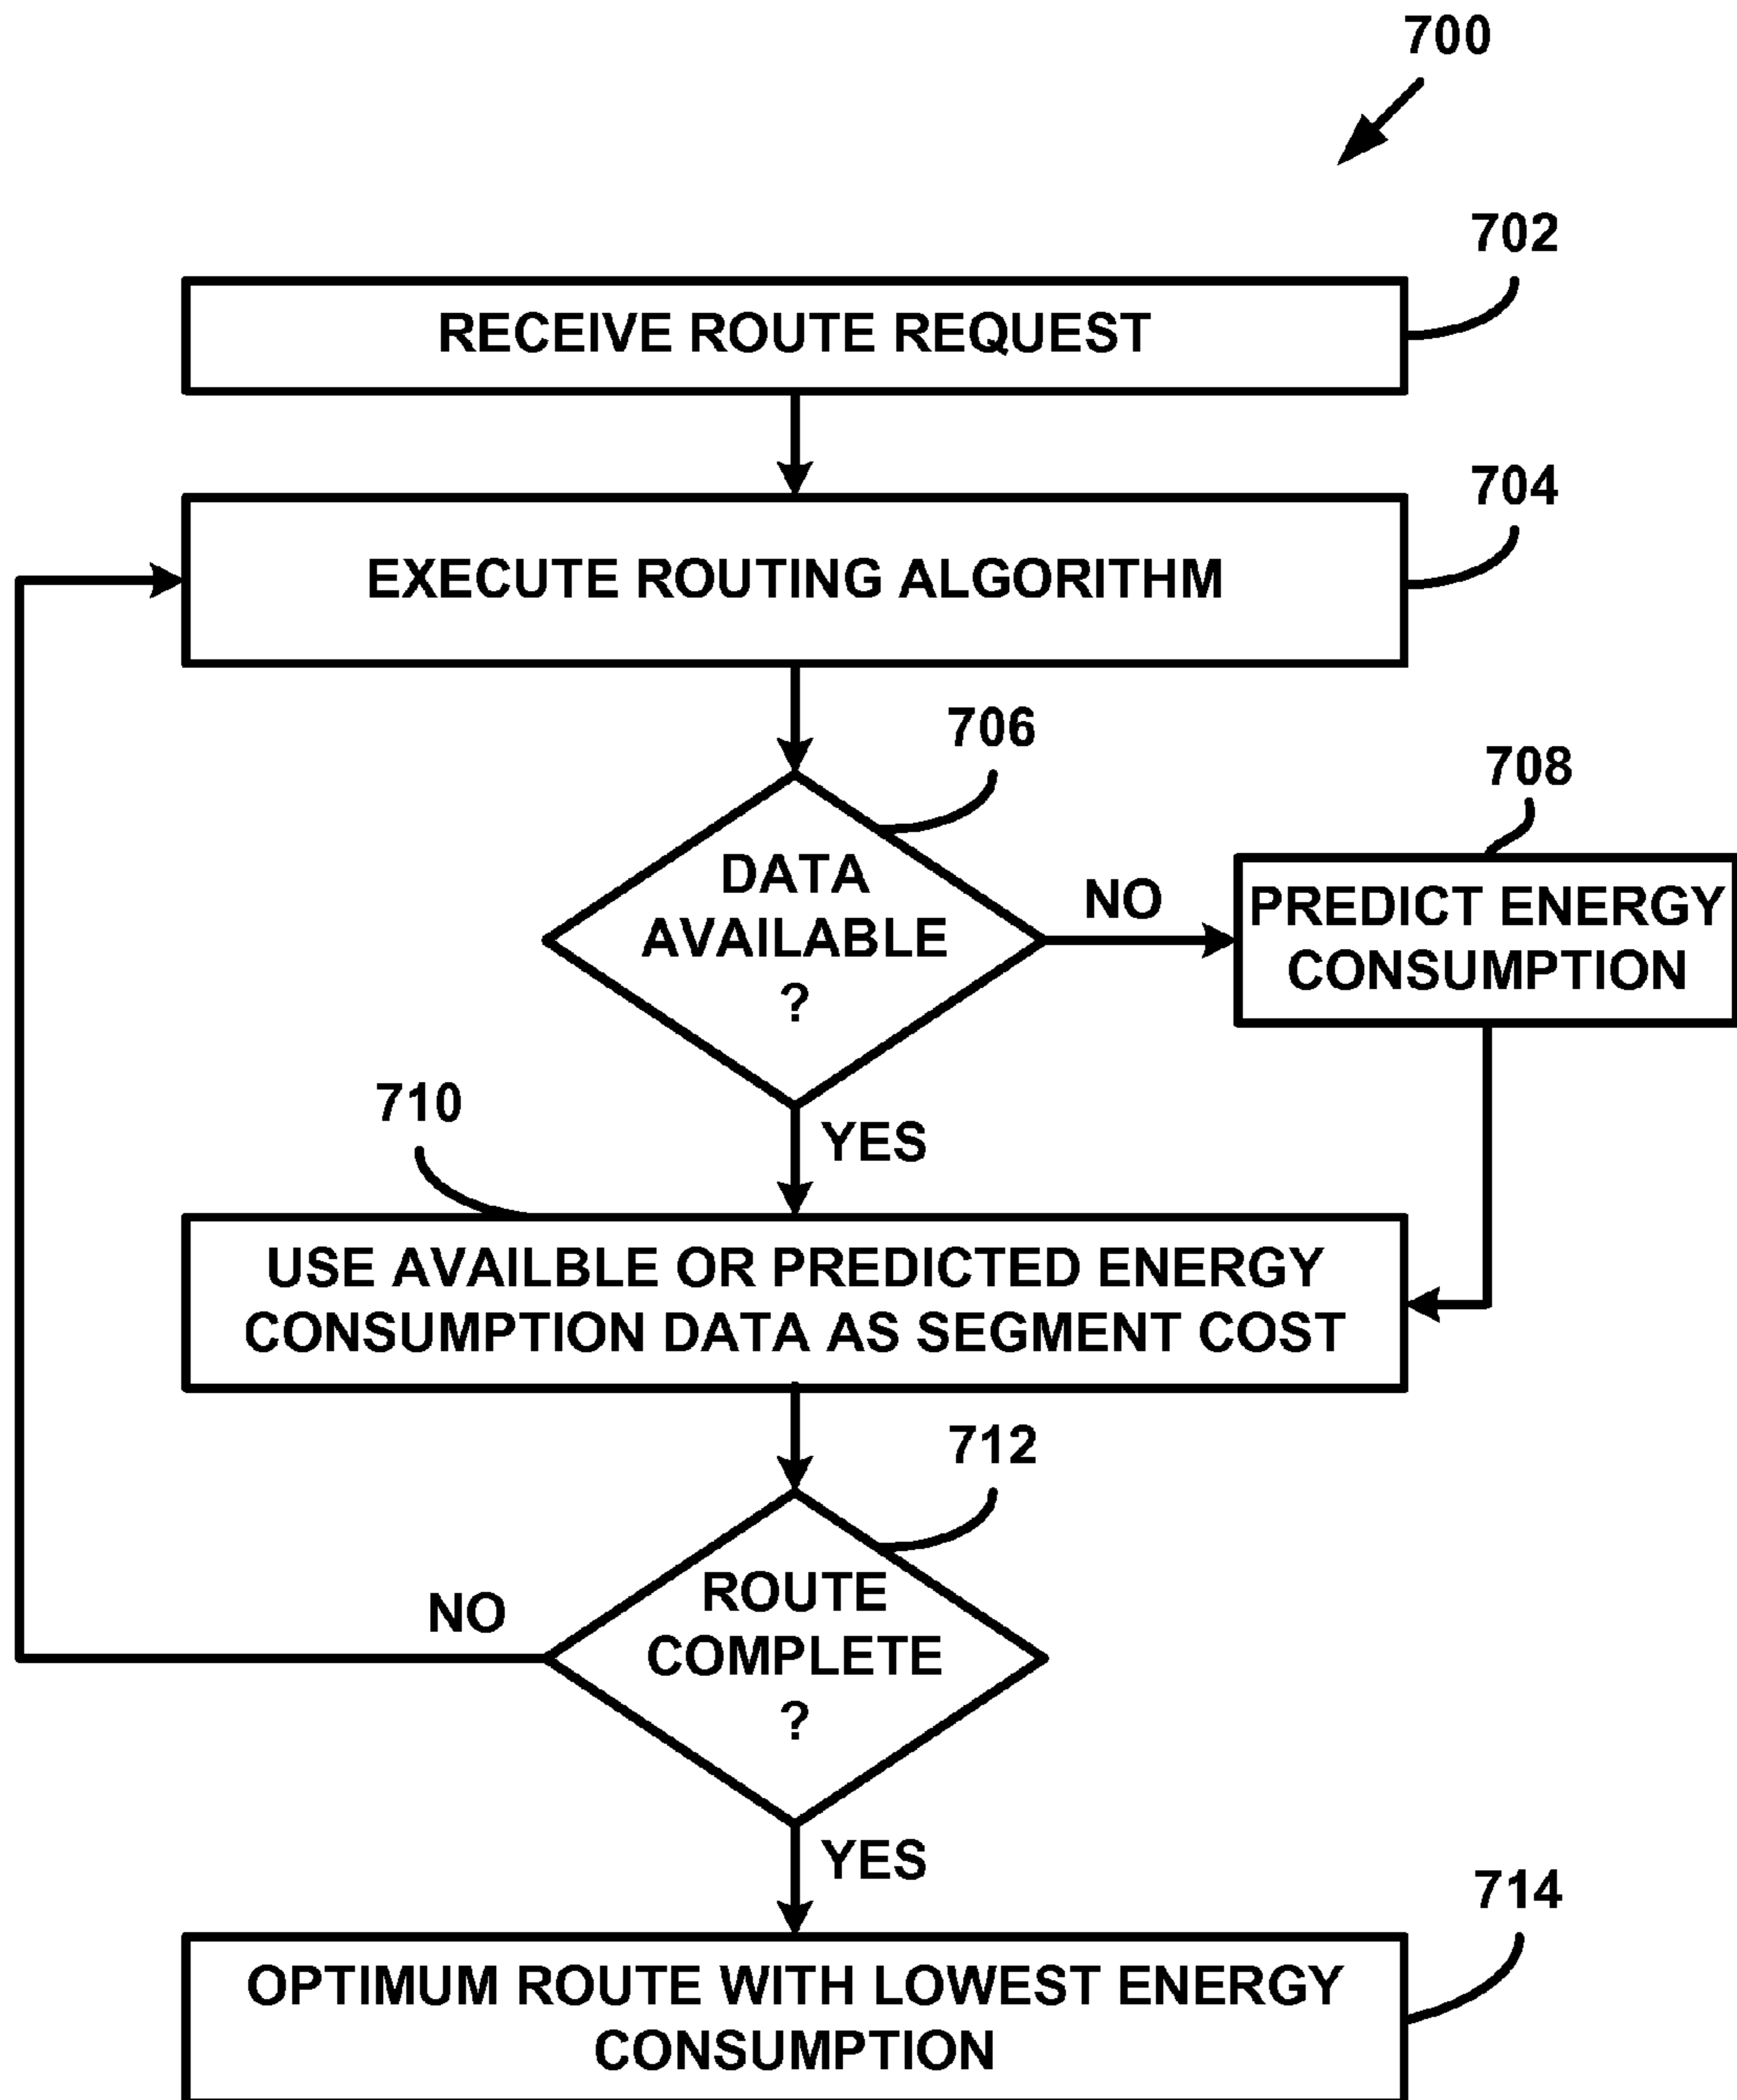 700
702
RECEIVE ROUTE REQUEST
704
EXECUTE ROUTING ALGORITHM
706
708
DATA
AVAILABLE
?
NO
PREDICT ENERGY
CONSUMPTION
710
YES
USE AVAILBLE OR PREDICTED ENERGY
CONSUMPTION DATA AS SEGMENT COST
712
NO
ROUTE
COMPLETE
?
YES
714
OPTIMUM ROUTE WITH LOWEST ENERGY
CONSUMPTION